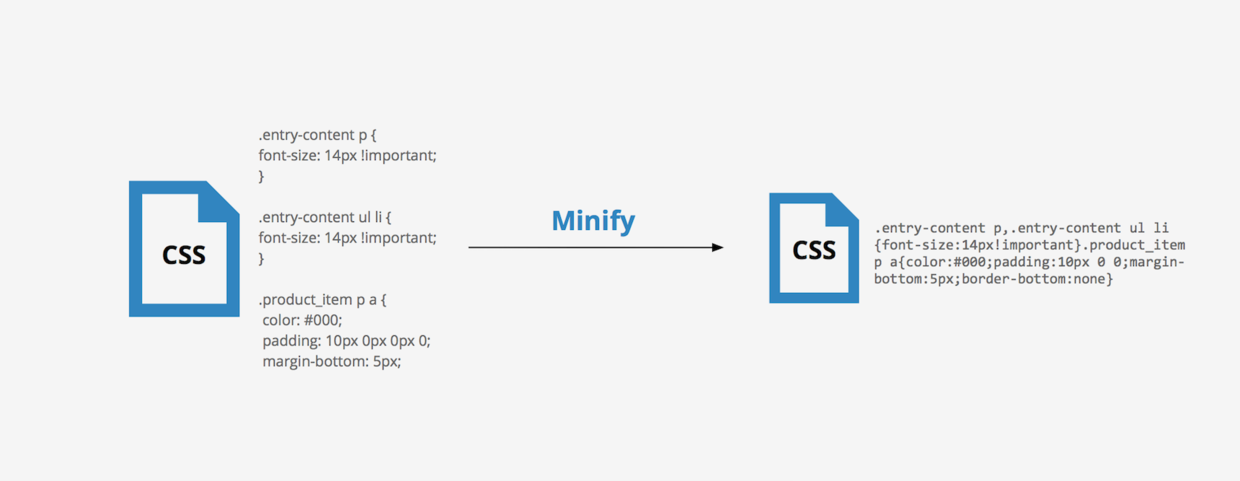 .entry-content p {
font-size: 14px !important;
}
.entry-content ul li {
font-size: 14px !important;
}
.product_item p a {
color: #000;
padding: 10px 0px 0px 0;
margin-bottom: 5px;
CSS
Minify
CSS
.entry-content p,.entry-content ul li
{font-size:14px!important}.product_item
p a{color:#000;padding:10px 0 0;margin-
bottom:5px;border-bottom:none}